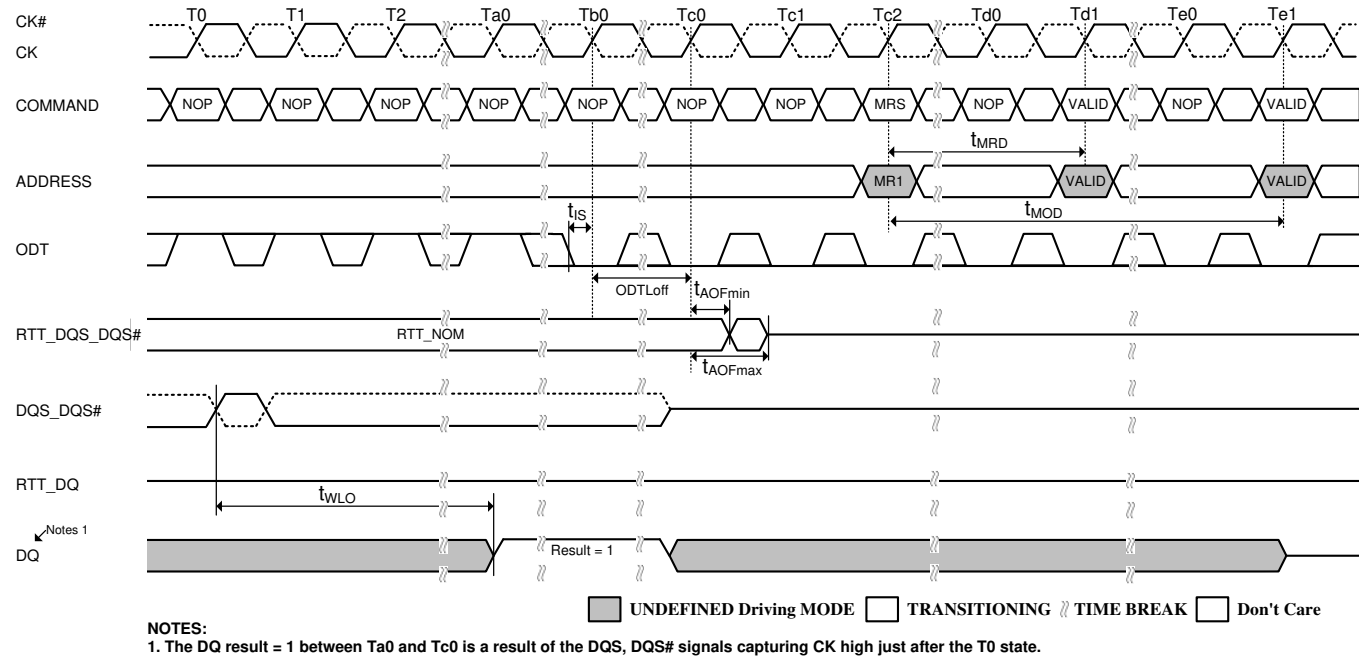 T0 T1 T2 Ta0 Tb0 Tc0 Tc1 Tc2 Td0 Td1 Te0 Te1
CK#
CK
COMMAND NOP NOP NOP NOP NOP NOP NOP MRS NOP VALID NOP VALID
tMRD
ADDRESS MR1 VALID VALID
tMOD
tIS
ODT
ODTLoff
tAOFmin
RTT_DQS_DQS# RTT_NOM
tAOFmax
DQS_DQS#
RTT_DQ
tWLO
Notes 1
DQ Result = 1
UNDEFINED Driving MODE TRANSITIONING TIME BREAK Don't Care
NOTES:
1. The DQ result = 1 between Ta0 and Tc0 is a result of the DQS, DQS# signals capturing CK high just after the T0 state.